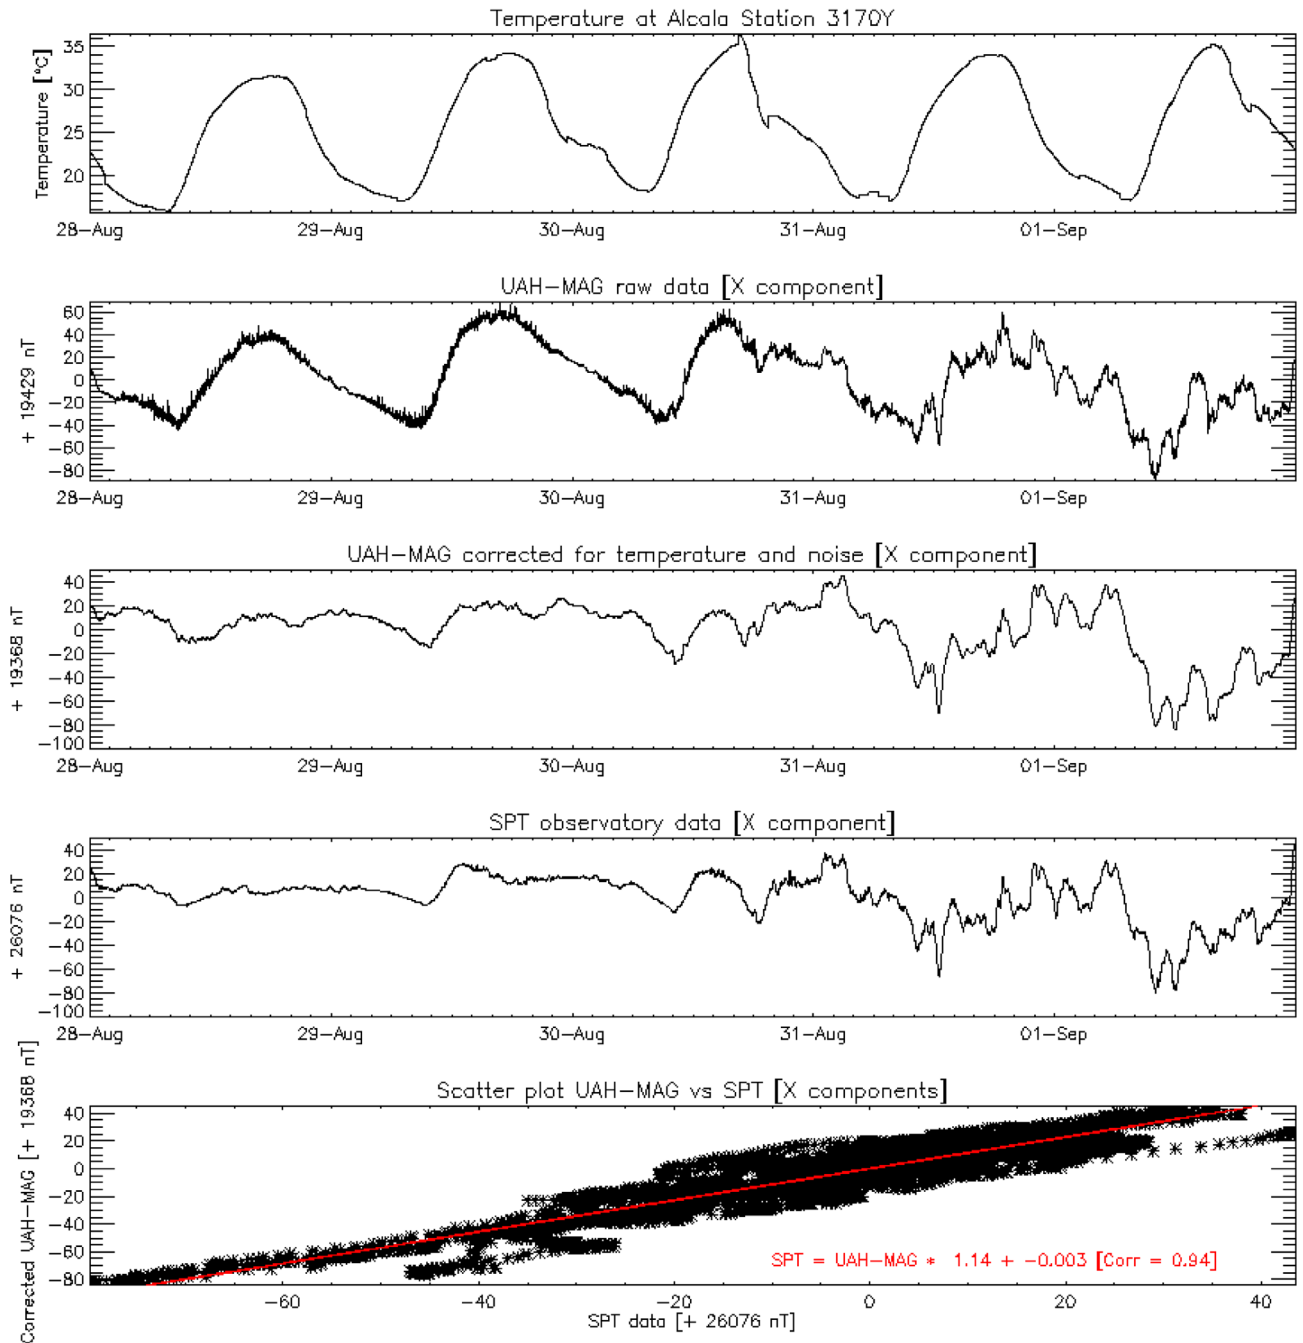 Temperature at Alcala Station 3170Y
Temperature [°C]
35
30
25
20
28-Aug 29-Aug 30-Aug 31-Aug 01-Sep
UAH-MAG raw data [X component]
+ 19429 nT
60
40
20
0
-20
-40
-60
-80
28-Aug 29-Aug 30-Aug 31-Aug 01-Sep
UAH-MAG corrected for temperature and noise [X component]
+ 19368 nT
40
20
0
-20
-40
-60
-80
-100
28-Aug 29-Aug 30-Aug 31-Aug 01-Sep
SPT observatory data [X component]
+ 26076 nT
40
20
0
-20
-40
-60
-80
-100
28-Aug 29-Aug 30-Aug 31-Aug 01-Sep
Scatter plot UAH-MAG vs SPT [X components]
Corrected UAH-MAG [+ 19368 nT]
40
20
0
-20
-40
-60
-80
SPT = UAH-MAG * 1.14 + -0.003 [Corr = 0.94]
-60 -40 -20 0 20 40
SPT data [+ 26076 nT]